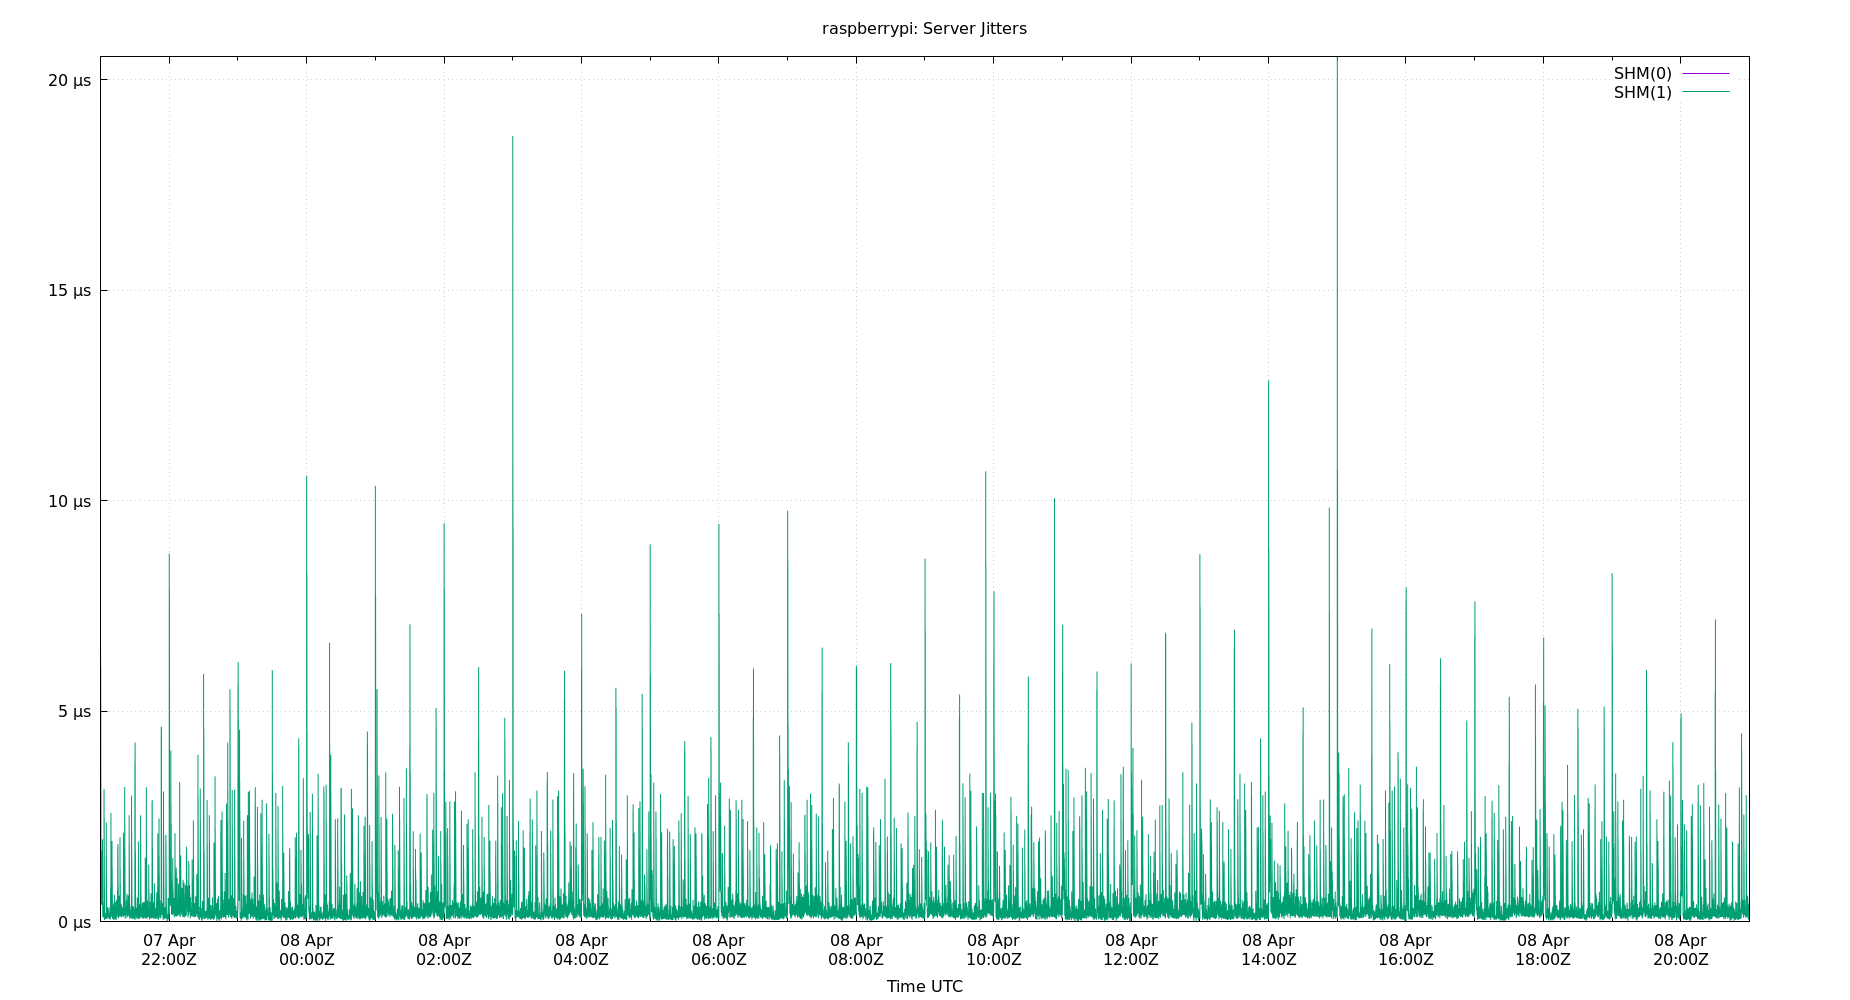 raspberrypi: Server Jitters
SHM(0)
SHM(1)
20 µs
15 µs
10 µs
5 µs
0 µs
07 Apr 08 Apr 08 Apr 08 Apr 08 Apr 08 Apr 08 Apr 08 Apr 08 Apr 08 Apr 08 Apr 08 Apr
22:00Z 00:00Z 02:00Z 04:00Z 06:00Z 08:00Z 10:00Z 12:00Z 14:00Z 16:00Z 18:00Z 20:00Z
Time UTC